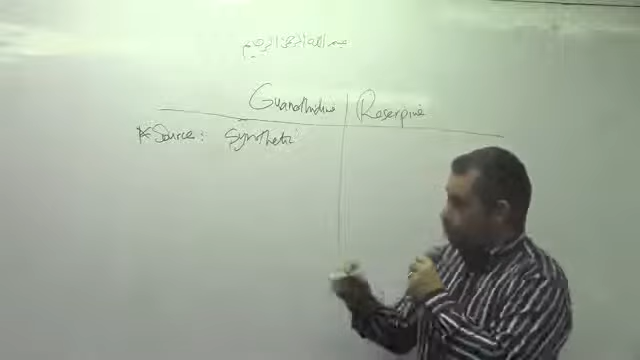 بسم الله الرحمن الرحيم
Guanethidine Reserpine
* Source: Synthetic